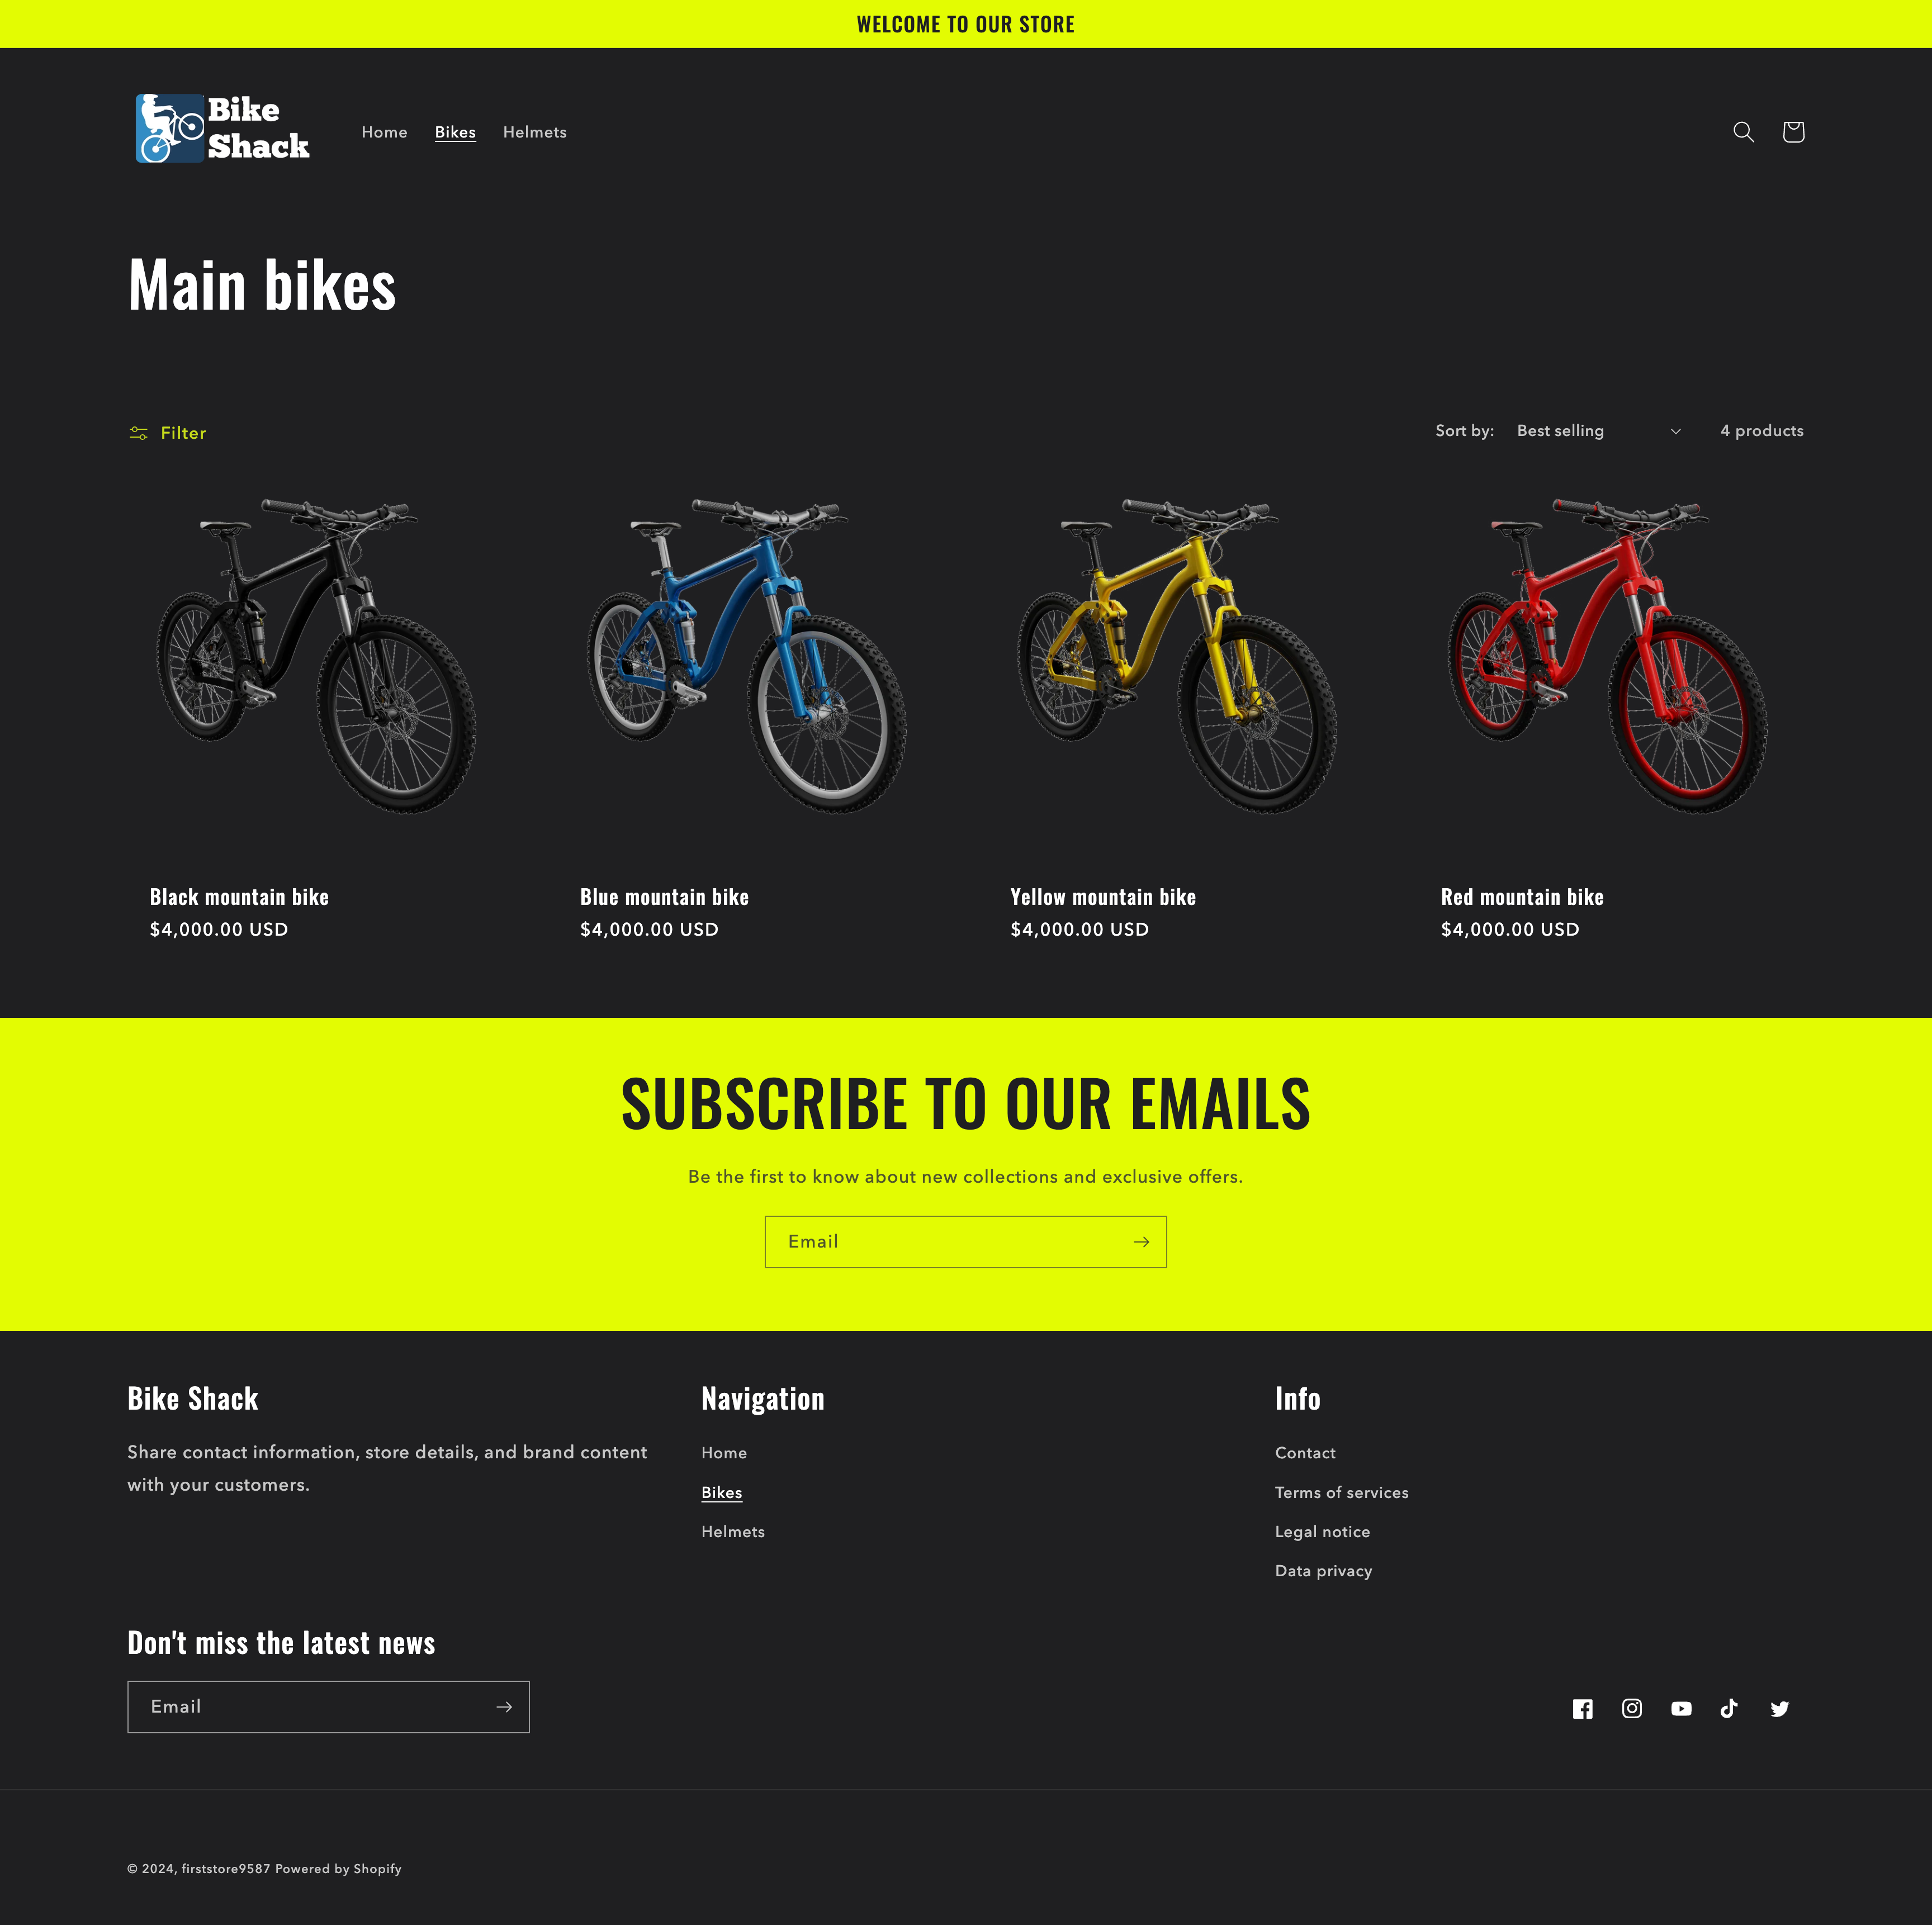 WELCOME TO OUR STORE
Bike
Shack
Home Bikes Helmets
Main bikes
Filter
Sort by: Best selling 4 products
Black mountain bike
$4,000.00 USD
Blue mountain bike
$4,000.00 USD
Yellow mountain bike
$4,000.00 USD
Red mountain bike
$4,000.00 USD
SUBSCRIBE TO OUR EMAILS
Be the first to know about new collections and exclusive offers.
Email
Bike Shack
Share contact information, store details, and brand content
with your customers.
Navigation
Home
Bikes
Helmets
Info
Contact
Terms of services
Legal notice
Data privacy
Don't miss the latest news
Email
© 2024, firststore9587 Powered by Shopify